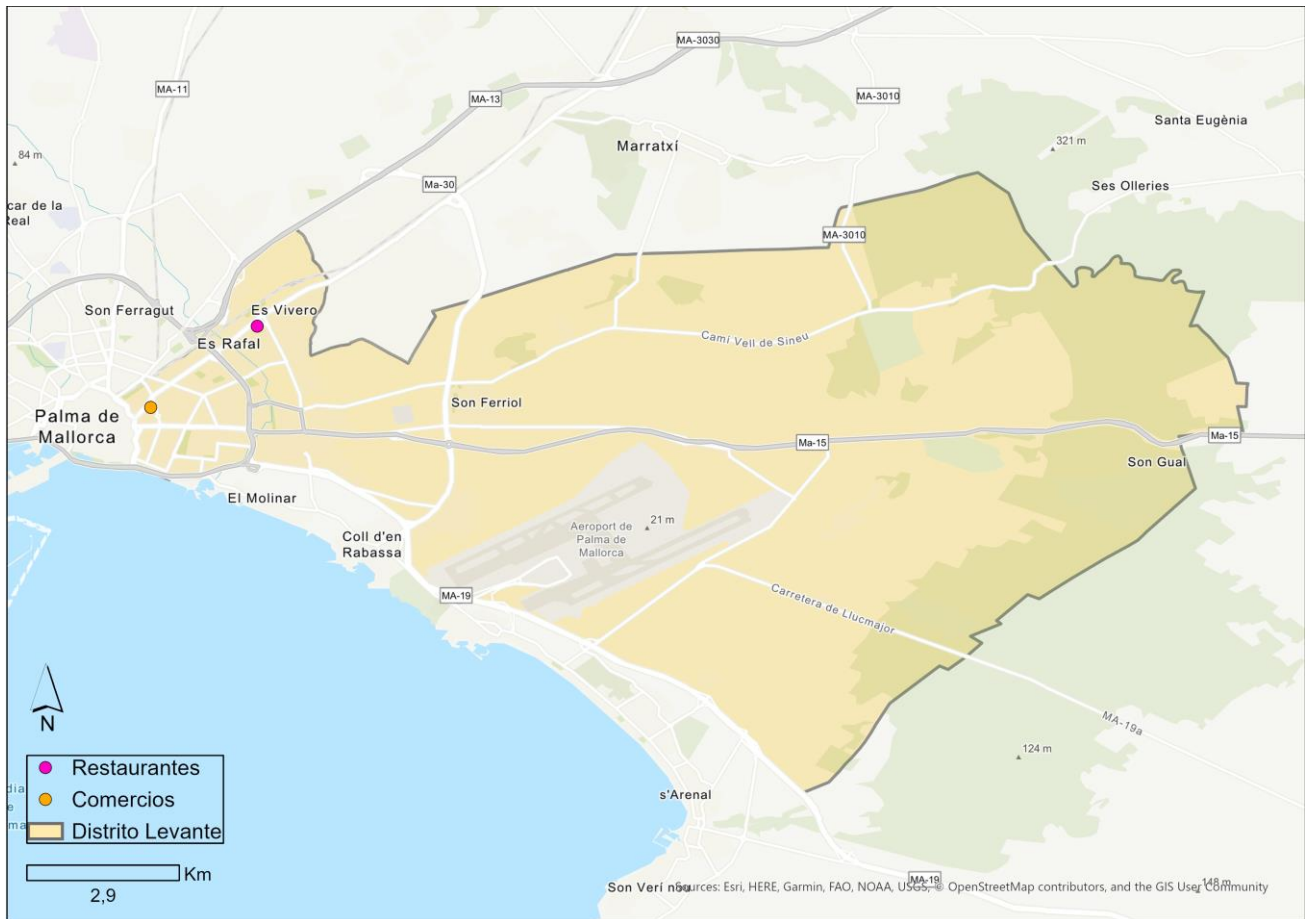 MA-3030
MA-11
MA-13
MA-3010
Santa Eugènia
Marratxí
321 m
84 m
Ma-30
Ses Olleries
car de la
Real
MA-3010
Son Ferragut
Es Vivero
Es Rafal
Camí Vell de Sineu
Son Ferriol
Palma de
Mallorca
Ma-15
Ma-15
Son Gual
El Molinar
Aeroport de
Palma de
Mallorca
21 m
Coll d'en
Rabassa
MA-19
Carretera de Llucmajor
MA-19a
N
124 m
Restaurantes
Comercios
Distrito Levante
s'Arenal
Km
2,9
MA-19
148 m
Son Verí nou
Sources: Esri, HERE, Garmin, FAO, NOAA, USGS, © OpenStreetMap contributors, and the GIS User Community